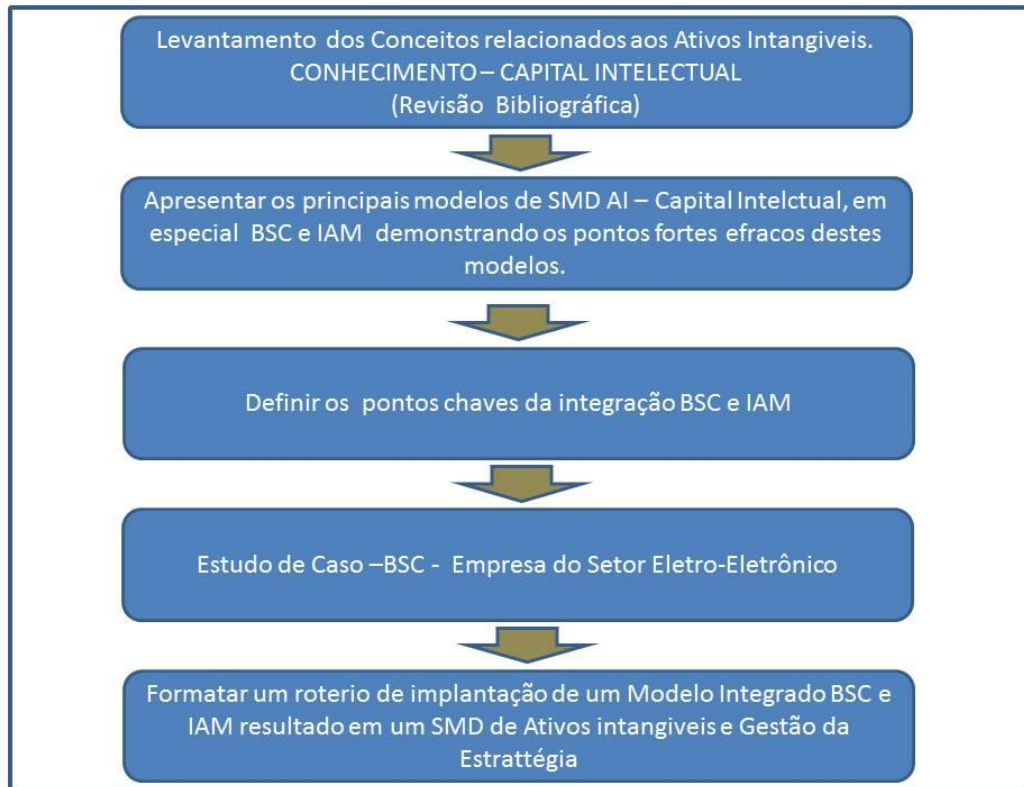 Levantamento dos Conceitos relacionados aos Ativos Intangiveis.
CONHECIMENTO – CAPITAL INTELECTUAL
(Revisão Bibliográfica)
Apresentar os principais modelos de SMD AI – Capital Intelctual, em
especial BSC e IAM demonstrando os pontos fortes efracos destes
modelos.
Definir os pontos chaves da integração BSC e IAM
Estudo de Caso –BSC - Empresa do Setor Eletro-Eletrônico
Formatar um roterio de implantação de um Modelo Integrado BSC e
IAM resultado em um SMD de Ativos intangiveis e Gestão da
Estrattégia